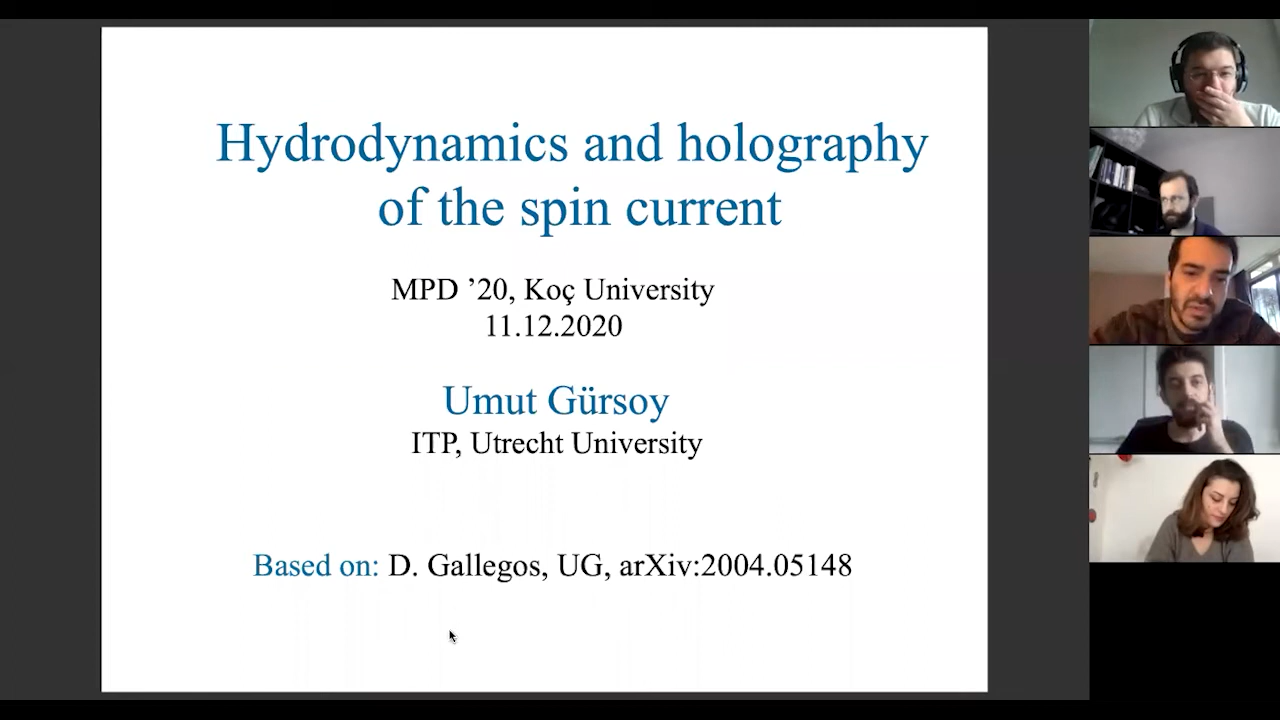 Hydrodynamics and holography
of the spin current
MPD ’20, Koç University
11.12.2020
Umut Gürsoy
ITP, Utrecht University
Based on: D. Gallegos, UG, arXiv:2004.05148